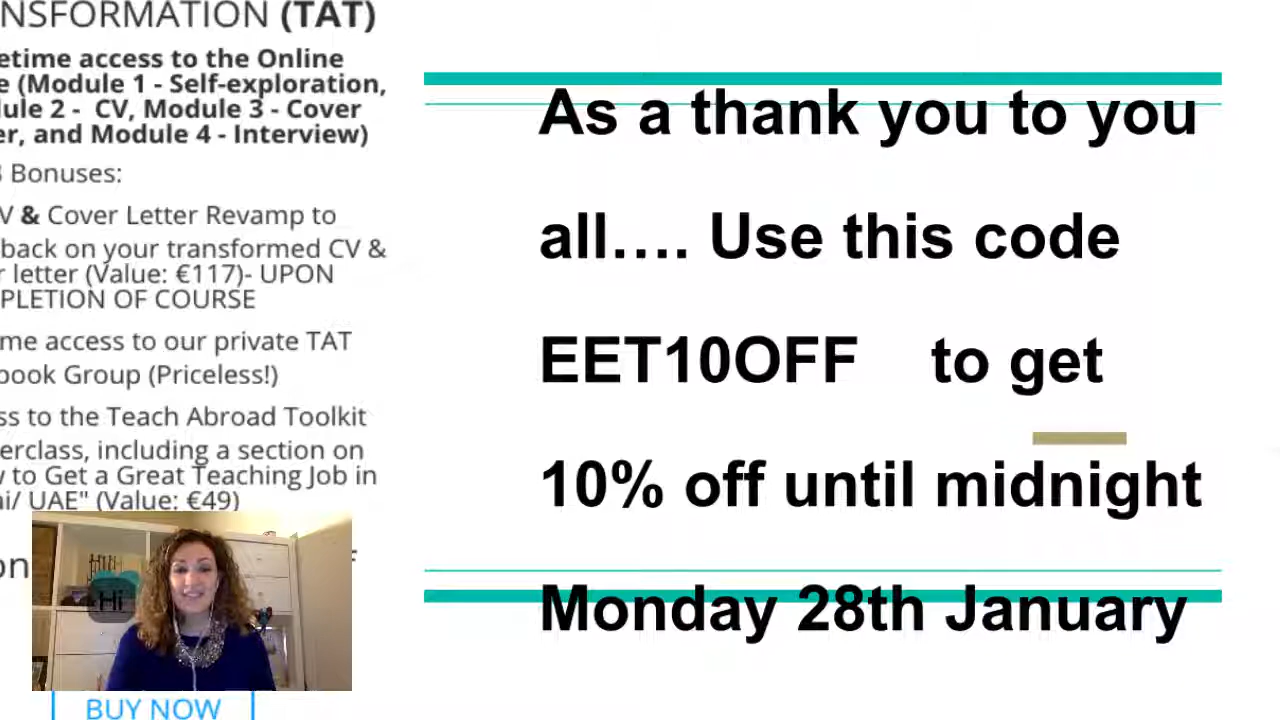 NSFORMATION (TAT)
etime access to the Online
e (Module 1 - Self-exploration,
ule 2 - CV, Module 3 - Cover
er, and Module 4 - Interview)
Bonuses:
V & Cover Letter Revamp to
back on your transformed CV &
r letter (Value: €117)- UPON
PLETION OF COURSE
me access to our private TAT
book Group (Priceless!)
ss to the Teach Abroad Toolkit
erclass, including a section on
w to Get a Great Teaching Job in
ai/ UAE" (Value: €49)
on
Hi
BUY NOW
As a thank you to you
all…. Use this code
EET10OFF to get
10% off until midnight
Monday 28th January